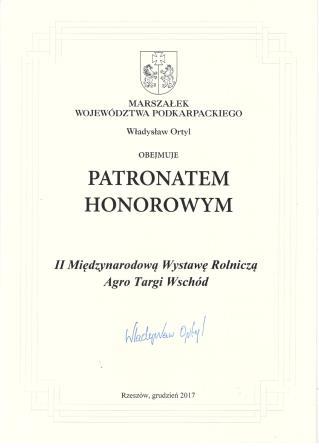 MARSZAŁEK
WOJEWÓDZTWA PODKARPACKIEGO
Władysław Ortyl
OBEJMUJE
PATRONATEM
HONOROWYM
II Międzynarodową Wystawę Rolniczą
Agro Targi Wschód
Władysław Ortyl
Rzeszów, grudzień 2017